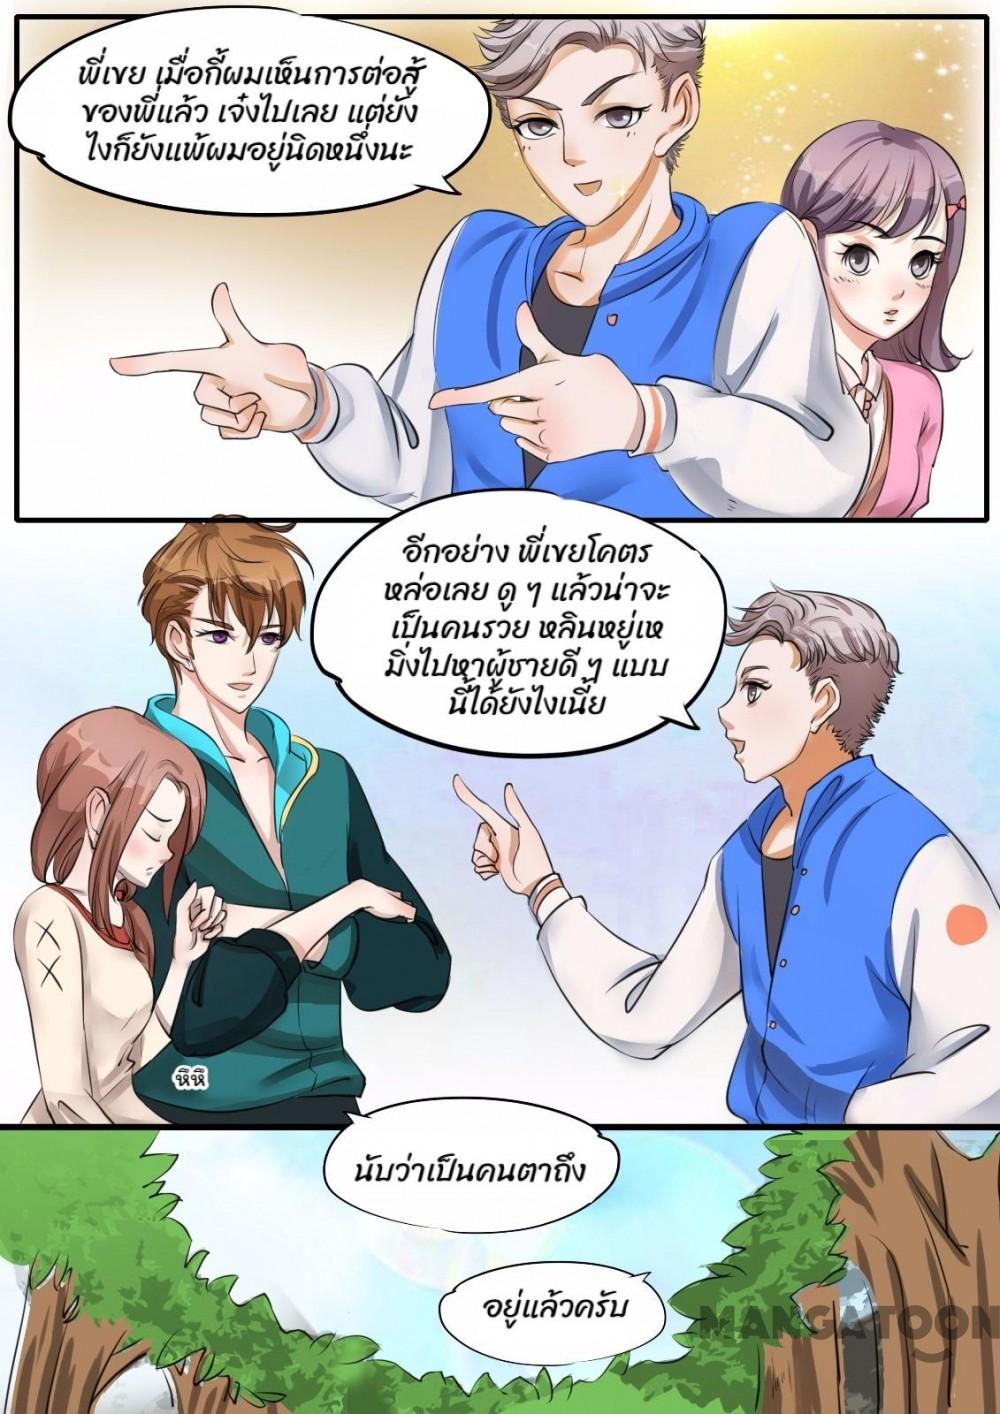 พี่เขย เมื่อกี้ผมเห็นการต่อสู้
ของพี่แล้ว เจ๋งไปเลย แต่ยัง
ไงก็ยังแพ้ผมอยู่นิดหนึ่งนะ
อีกอย่าง พี่เขยโคตร
หล่อเลย ดู ๆ แล้วน่าจะ
เป็นคนรวย หลินหยู่เห
มิ่งไปหาผู้ชายดี ๆ แบบ
นี้ได้ยังไงเนี้ย
หึหึ
นับว่าเป็นคนตาถึง
อยู่แล้วครับ
MANGATOON